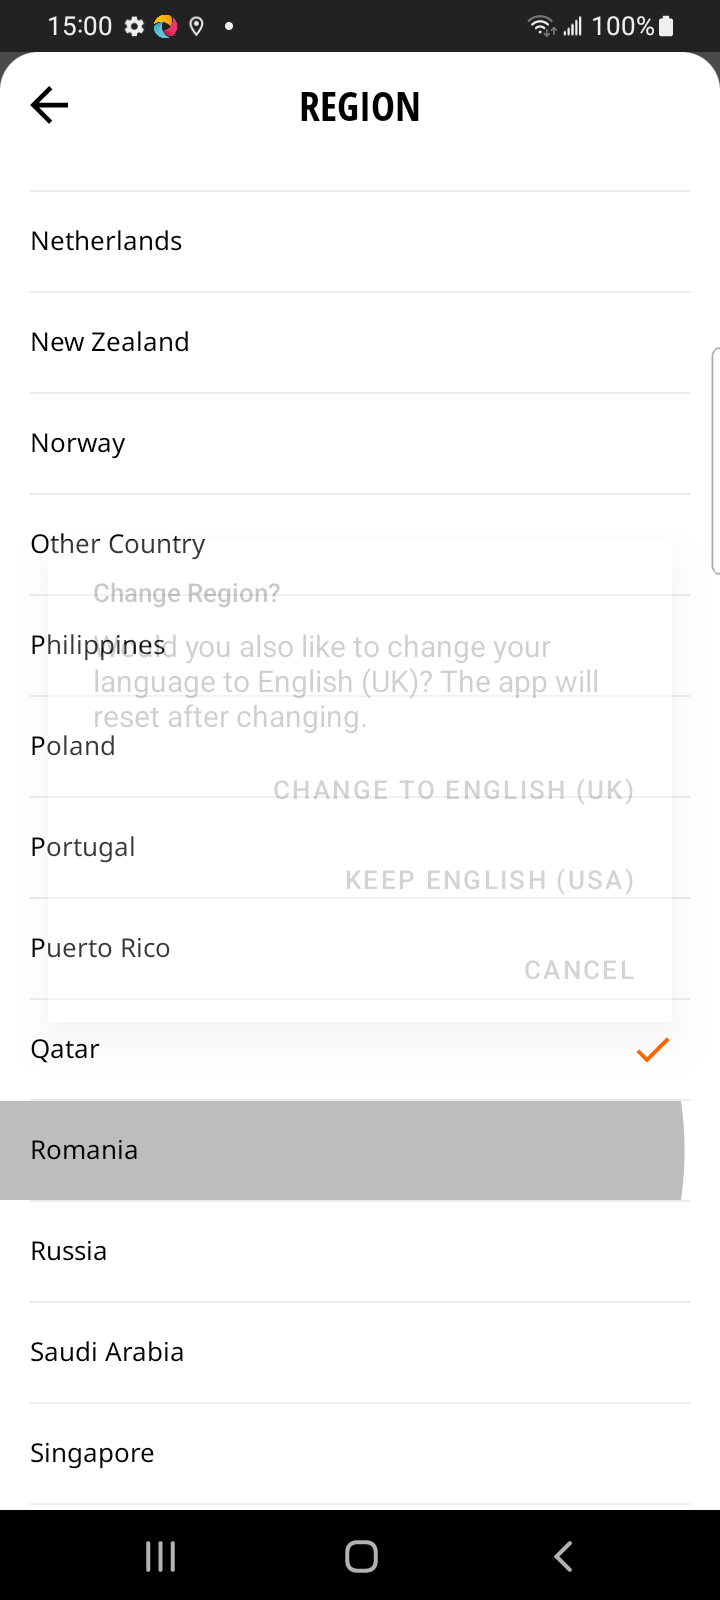 15:00
100%
REGION
Netherlands
New Zealand
Norway
Other Country
Change Region?
Philippines
Would you also like to change your
language to English (UK)? The app will
reset after changing.
Poland
CHANGE TO ENGLISH (UK)
Portugal
KEEP ENGLISH (USA)
Puerto Rico
CANCEL
Qatar
Romania
Russia
Saudi Arabia
Singapore